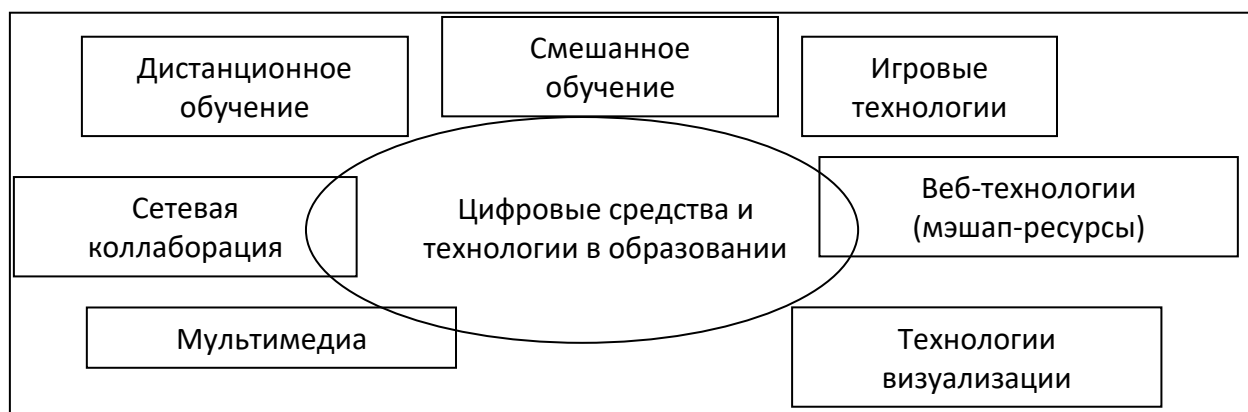 Дистанционное
обучение
Смешанное
обучение
Игровые
технологии
Сетевая
коллаборация
Цифровые средства и
технологии в образовании
Веб-технологии
(мэшап-ресурсы)
Мультимедиа
Технологии
визуализации